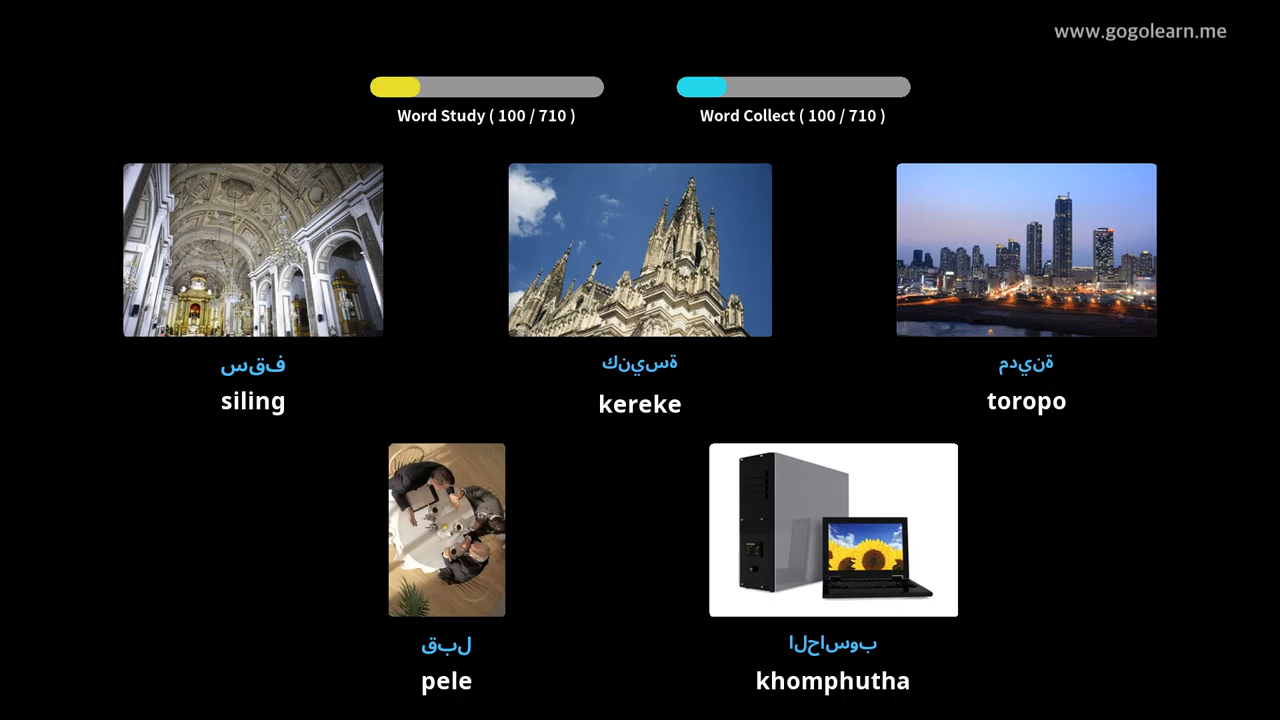 www.gogolearn.me
Word Study ( 100 / 710 )
Word Collect ( 100 / 710 )
سقف
siling
كنيسة
kereke
مدينة
toropo
قبل
pele
الحاسوب
khomphutha